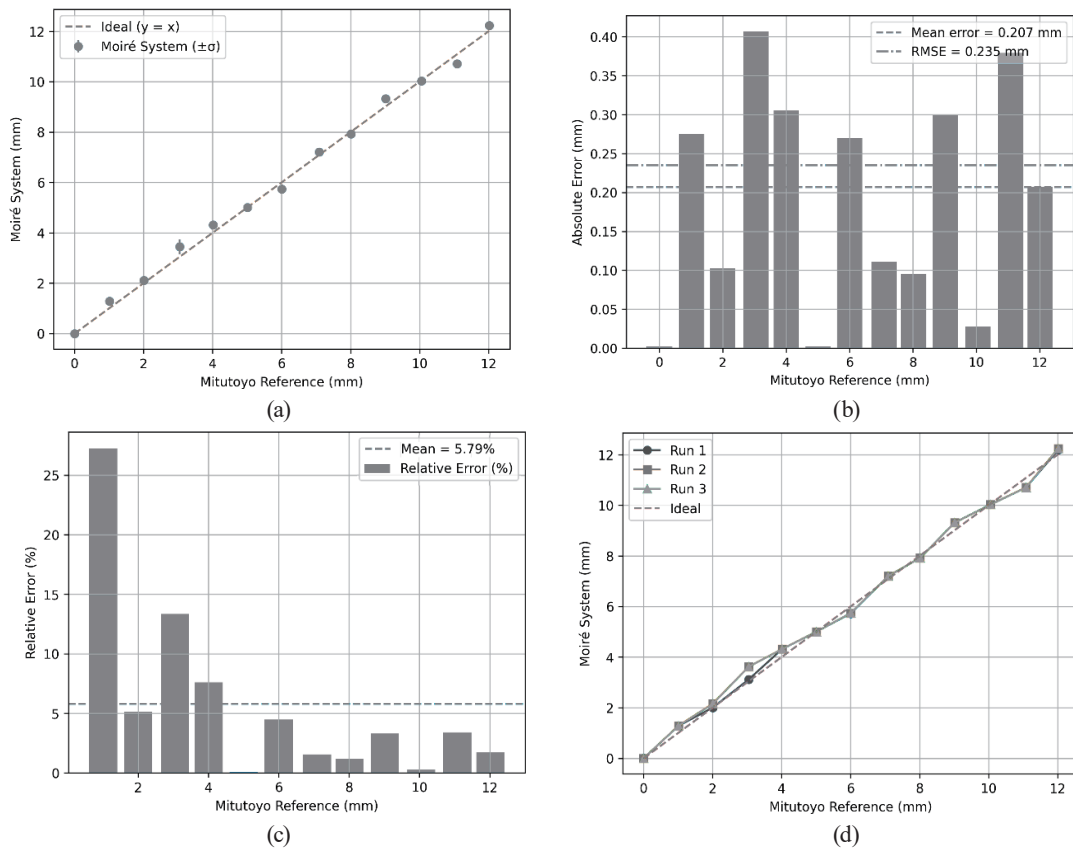 Ideal (y = x)
Moiré System (±σ)
12
10
8
6
4
2
0
Moiré System (mm)
0 2 4 6 8 10 12
Mitutoyo Reference (mm)
(a)
Mean error = 0.207 mm
RMSE = 0.235 mm
0.40
0.35
0.30
0.25
0.20
0.15
0.10
0.05
0.00
Absolute Error (mm)
0 2 4 6 8 10 12
Mitutoyo Reference (mm)
(b)
Mean = 5.79%
Relative Error (%)
25
20
15
10
5
0
Relative Error (%)
2 4 6 8 10 12
Mitutoyo Reference (mm)
(c)
Run 1
Run 2
Run 3
Ideal
12
10
8
6
4
2
0
Moiré System (mm)
0 2 4 6 8 10 12
Mitutoyo Reference (mm)
(d)